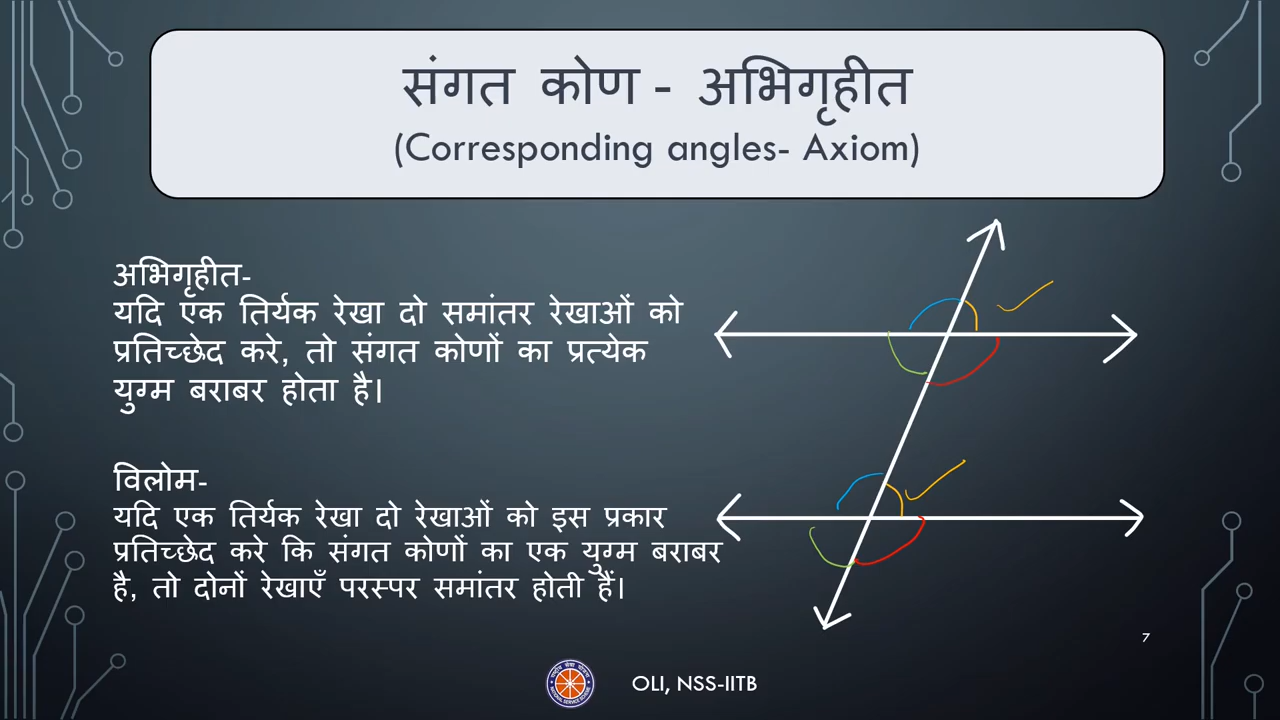 संगत कोण - अभिगृहीत
(Corresponding angles- Axiom)
अभिगृहीत-
यदि एक तिर्यक रेखा दो समांतर रेखाओं को
प्रतिच्छेद करे, तो संगत कोणों का प्रत्येक
युग्म बराबर होता है।
विलोम-
यदि एक तिर्यक रेखा दो रेखाओं को इस प्रकार
प्रतिच्छेद करे कि संगत कोणों का एक युग्म बराबर
है, तो दोनों रेखाएँ परस्पर समांतर होती हैं।
7
OLI, NSS-IITB